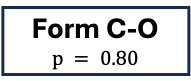 Form C-O
p = 0.80